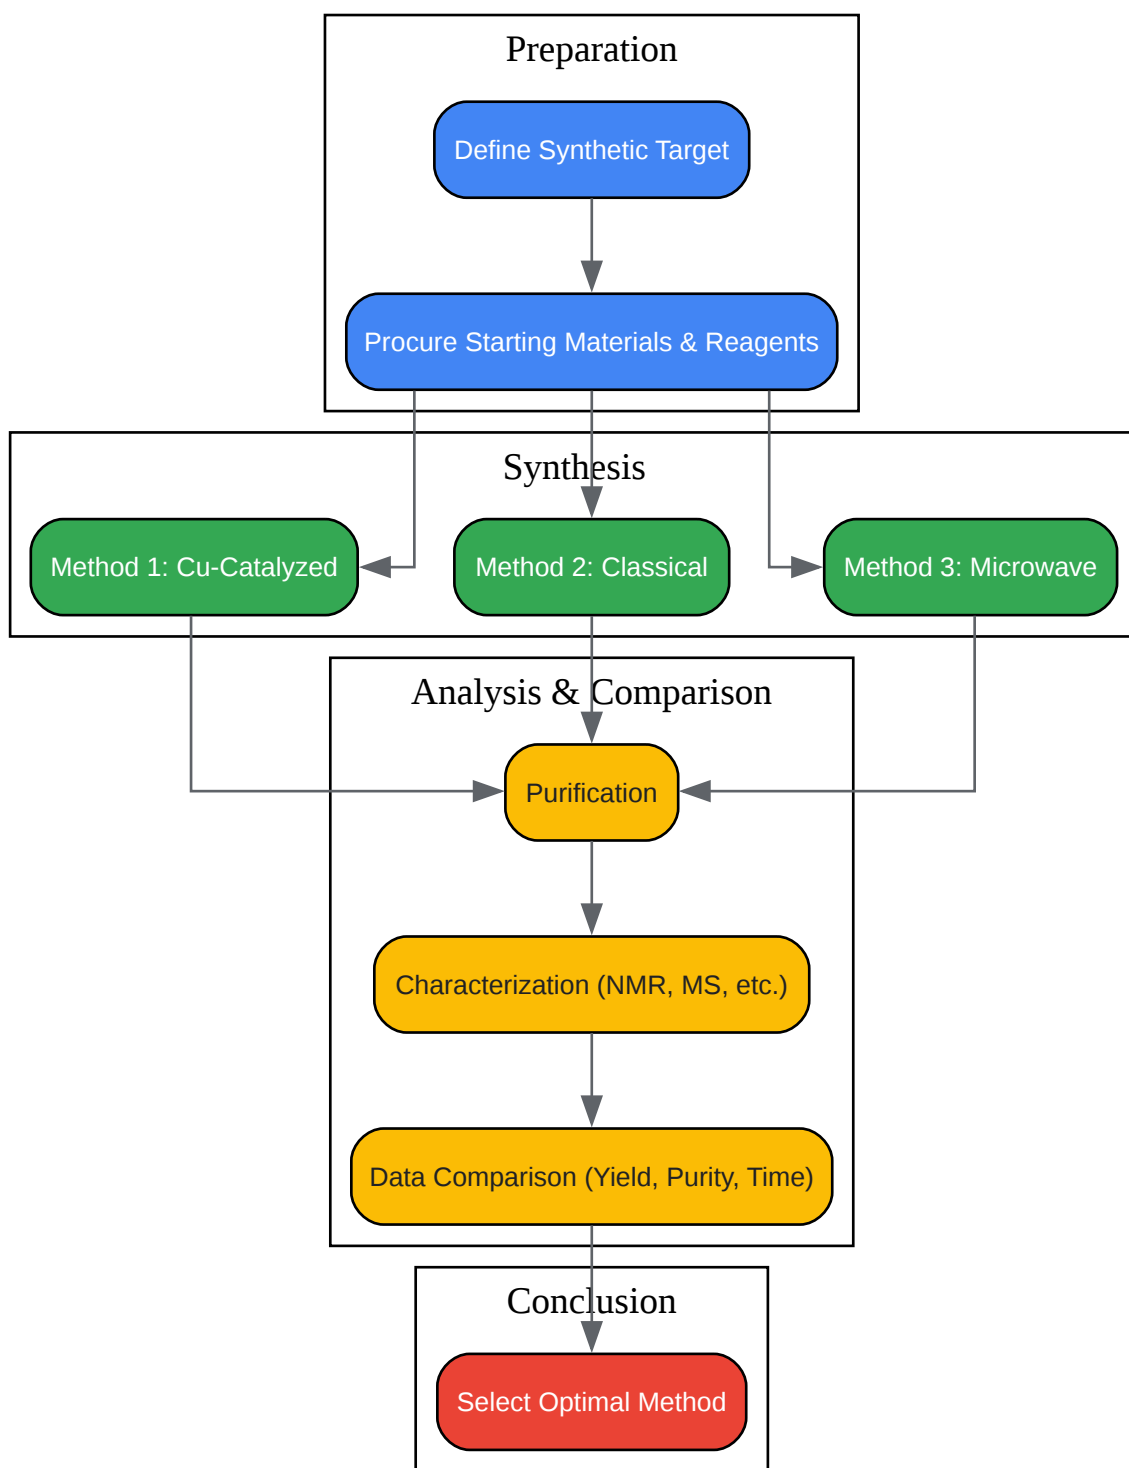 Preparation
Define Synthetic Target
Procure Starting Materials & Reagents
Synthesis
Method 1: Cu-Catalyzed
Method 2: Classical
Method 3: Microwave
Analysis & Comparison
Purification
Characterization (NMR, MS, etc.)
Data Comparison (Yield, Purity, Time)
Conclusion
Select Optimal Method